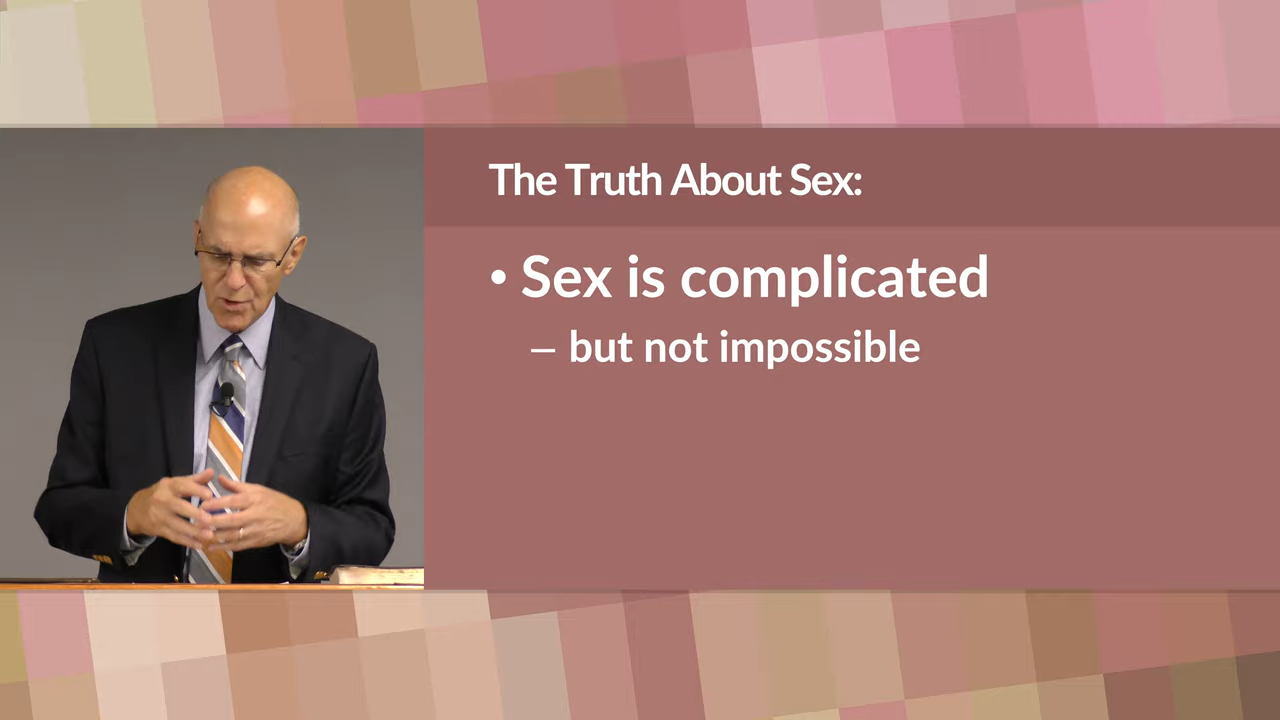 The Truth About Sex:
• Sex is complicated
– but not impossible